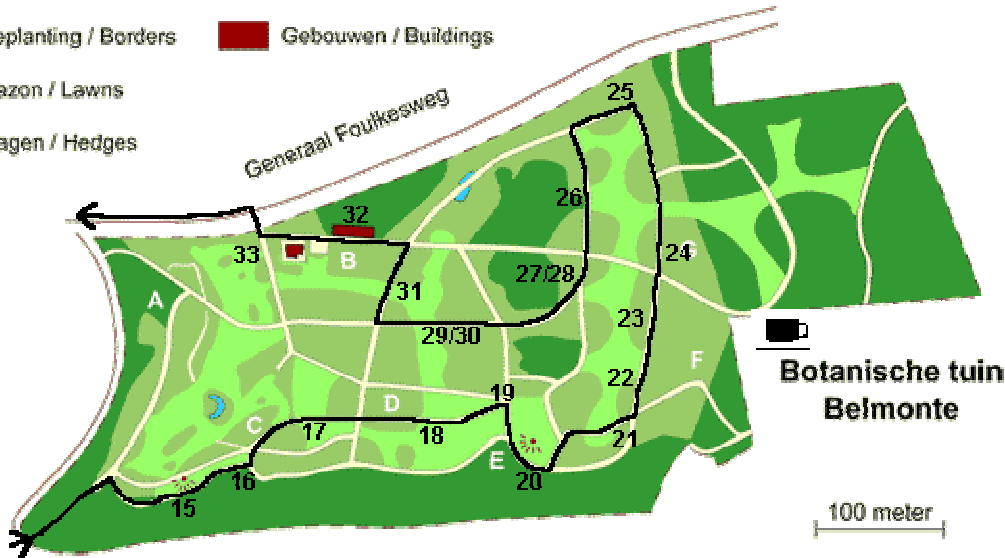 eplanting / Borders
Gebouwen / Buildings
azon / Lawns
agen / Hedges
Generaal Foulkesweg
25
32
26
33
B
G
24
A
27/28
31
23
29/30
F
Botanische tuin
Belmonte
22
19
D
C
17
18
21
E
16
20
15
100 meter